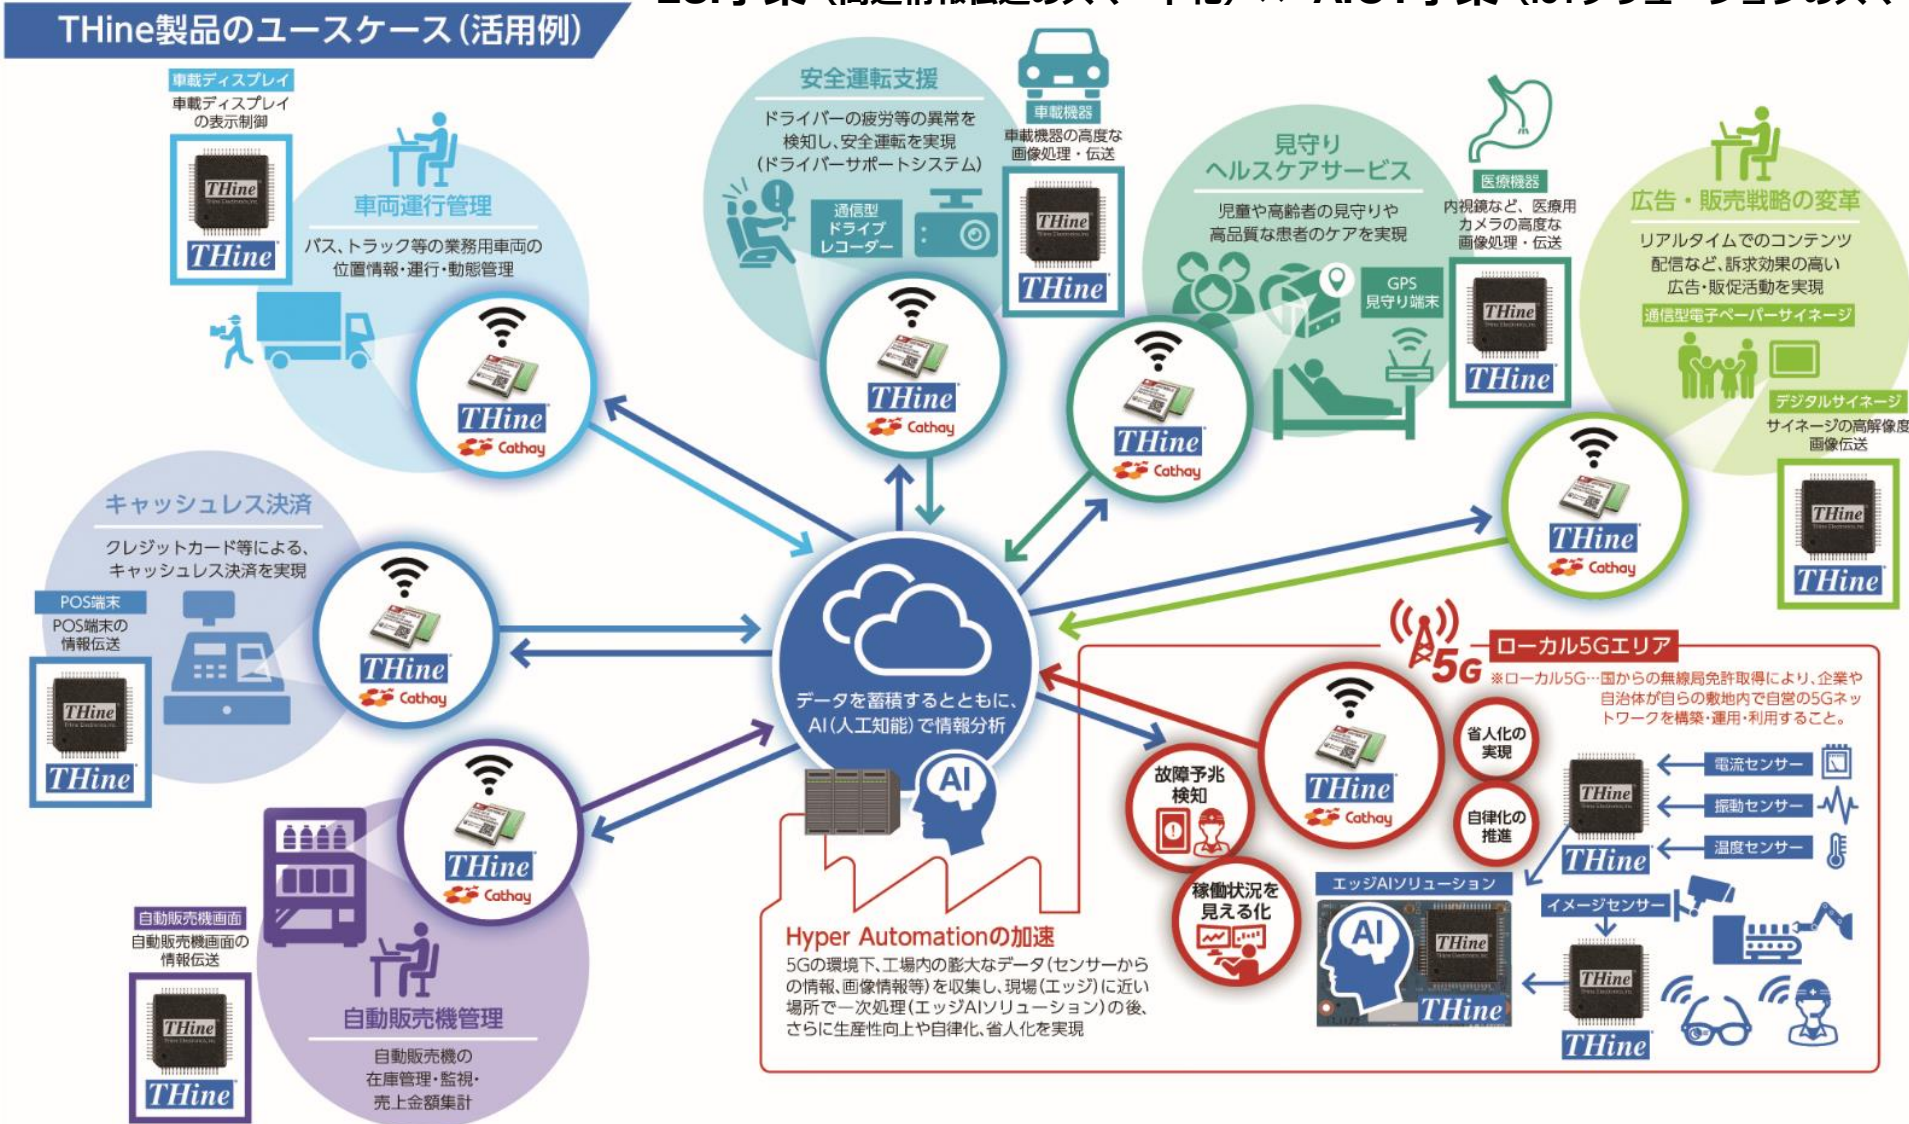 THine製品のユースケース(活用例)
車載ディスプレイ
車載ディスプレイ
の表示制御
THine
THine
車両運行管理
バス、トラック等の業務用車両の
位置情報・運行・動態管理
THine
Cathay
安全運転支援
ドライバーの疲労等の異常を
検知し、安全運転を実現
(ドライバーサポートシステム)
通信型
ドライブ
レコーダー
車載機器
車載機器の高度な
画像処理・伝送
THine
THine
THine
Cathay
見守り
ヘルスケアサービス
児童や高齢者の見守りや
高品質な患者のケアを実現
GPS
見守り端末
医療機器
内視鏡など、医療用
カメラの高度な
画像処理・伝送
THine
THine
THine
Cathay
広告・販売戦略の変革
リアルタイムでのコンテンツ
配信など、訴求効果の高い
広告・販促活動を実現
通信型電子ペーパーサイネージ
デジタルサイネージ
サイネージの高解像度
画像伝送
THine
THine
THine
Cathay
キャッシュレス決済
クレジットカード等による、
キャッシュレス決済を実現
POS端末
POS端末の
情報伝送
THine
THine
THine
Cathay
データを蓄積するとともに、
AI(人工知能)で情報分析
AI
自動販売機画面
自動販売機画面の
情報伝送
THine
THine
THine
Cathay
自動販売機管理
自動販売機の
在庫管理・監視・
売上金額集計
5G
ローカル5Gエリア
※ローカル5G…国からの無線局免許取得により、企業や
自治体が自らの敷地内で自営の5Gネッ
トワークを構築・運用・利用すること。
THine
Cathay
省人化の
実現
自律化の
推進
故障予兆
検知
稼働状況を
見える化
電流センサー
振動センサー
温度センサー
THine
THine
エッジAIソリューション
AI
THine
THine
イメージセンサー
THine
THine
Hyper Automationの加速
5Gの環境下、工場内の膨大なデータ(センサーから
の情報、画像情報等)を収集し、現場(エッジ)に近い
場所で一次処理(エッジAIソリューション)の後、
さらに生産性向上や自律化、省人化を実現